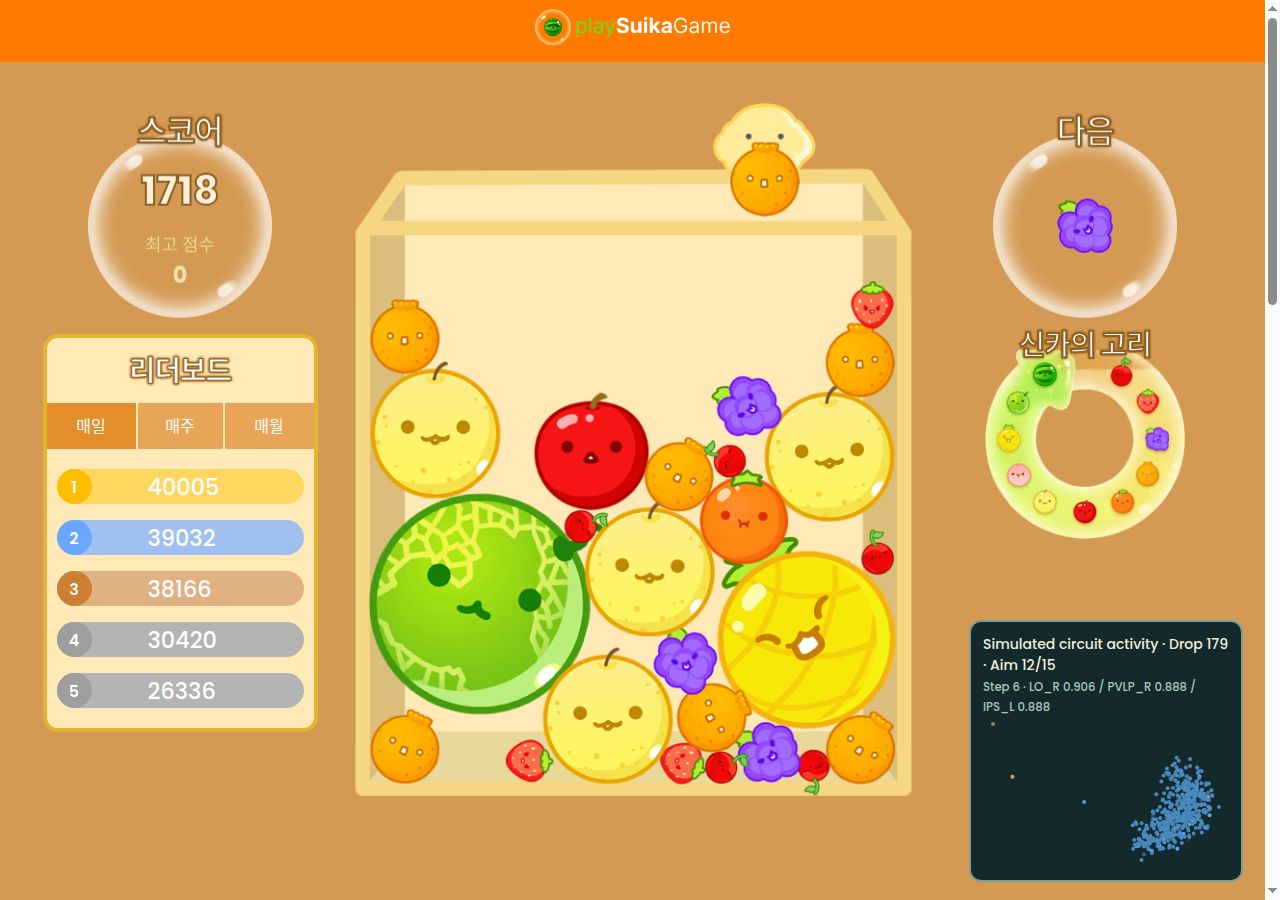 playSuikaGame
스코어
1718
최고 점수
0
다음
리더보드
매일 매주 매월
1 40005
2 39032
3 38166
4 30420
5 26336
신카의 고리
Simulated circuit activity · Drop 179
· Aim 12/15
Step 6 · LO_R 0.906 / PVLP_R 0.888 /
IPS_L 0.888